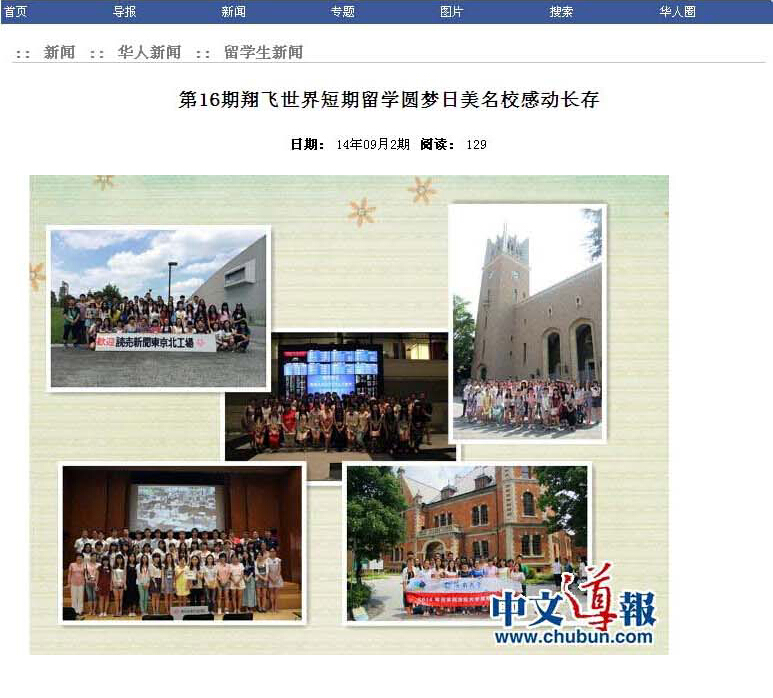 首页 导报 新闻 专题 图片 搜索 华人圈
:: 新闻 :: 华人新闻 :: 留学生新闻
第16期翔飞世界短期留学圆梦日美名校感动长存
日期： 14年09月2期 阅读： 129
歓迎 読売新聞東京北工場
中文導報
www.chubun.com